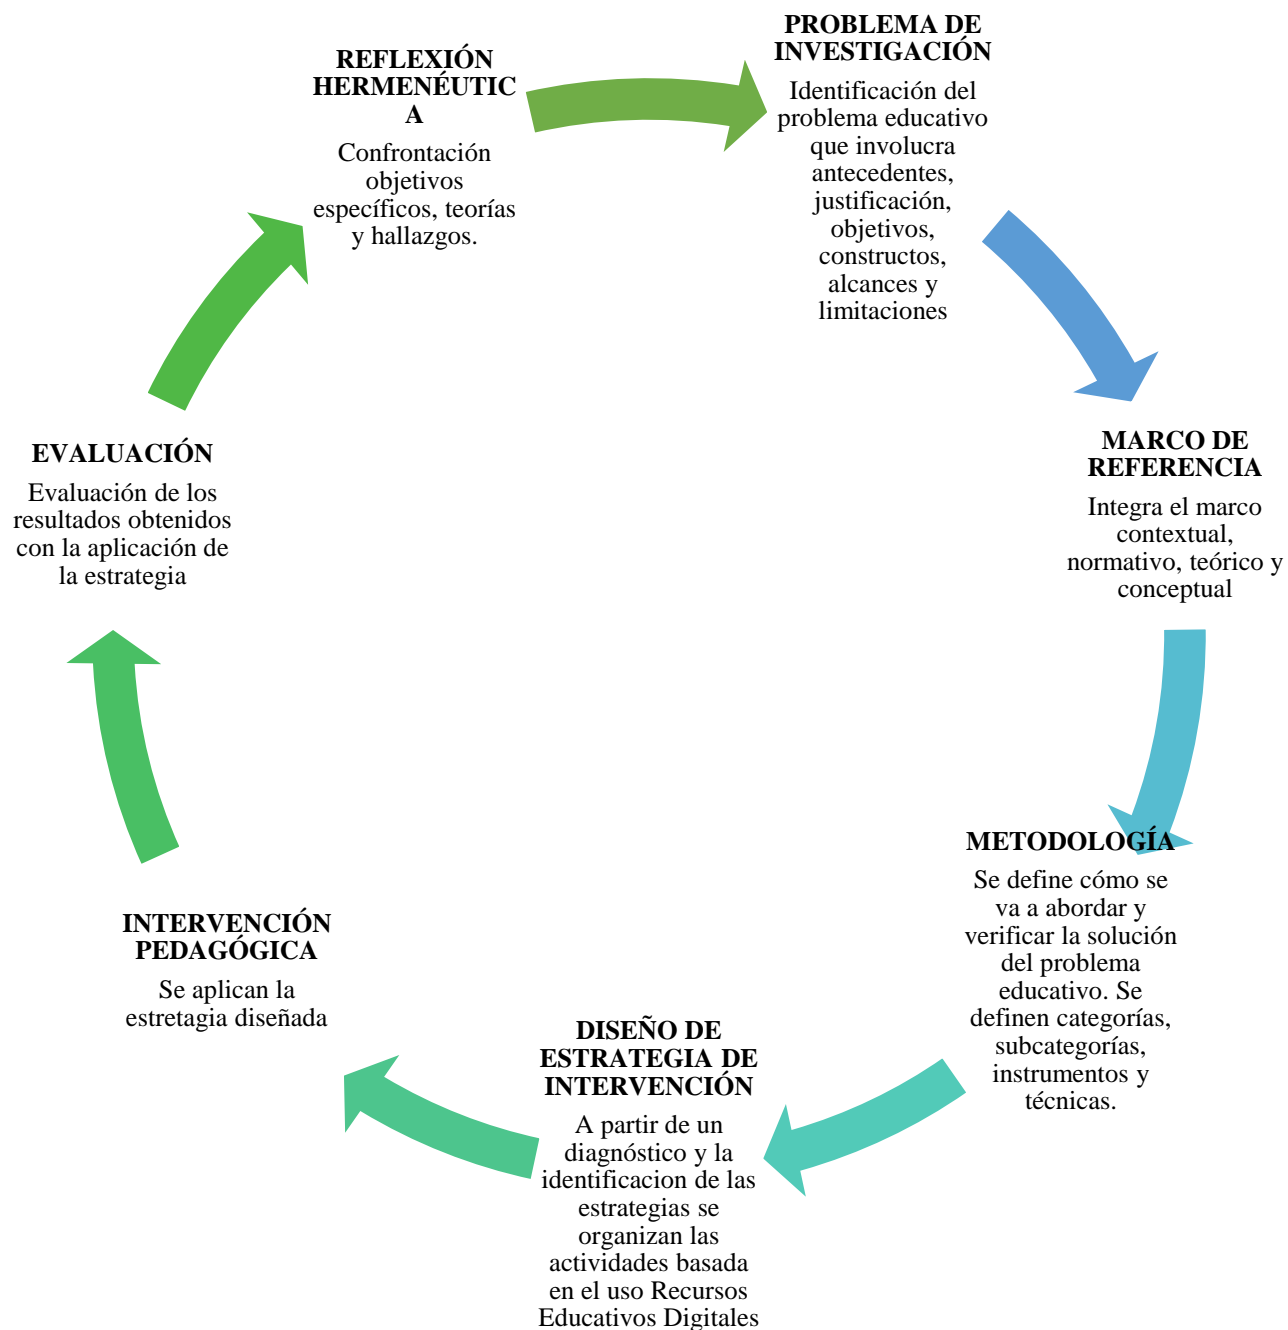 PROBLEMA DE
INVESTIGACIÓN
Identificación del
problema educativo
que involucra
antecedentes,
justificación,
objetivos,
constructos,
alcances y
limitaciones
MARCO DE
REFERENCIA
Integra el marco
contextual,
normativo, teórico y
conceptual
METODOLOGÍA
Se define cómo se
va a abordar y
verificar la solución
del problema
educativo. Se
definen categorías,
subcategorías,
instrumentos y
técnicas.
DISEÑO DE
ESTRATEGIA DE
INTERVENCIÓN
A partir de un
diagnóstico y la
identificacion de las
estrategias se
organizan las
actividades basada
en el uso Recursos
Educativos Digitales
INTERVENCIÓN
PEDAGÓGICA
Se aplican la
estretagia diseñada
EVALUACIÓN
Evaluación de los
resultados obtenidos
con la aplicación de
la estrategia
REFLEXIÓN
HERMENÉUTIC
A
Confrontación
objetivos
específicos, teorías
y hallazgos.